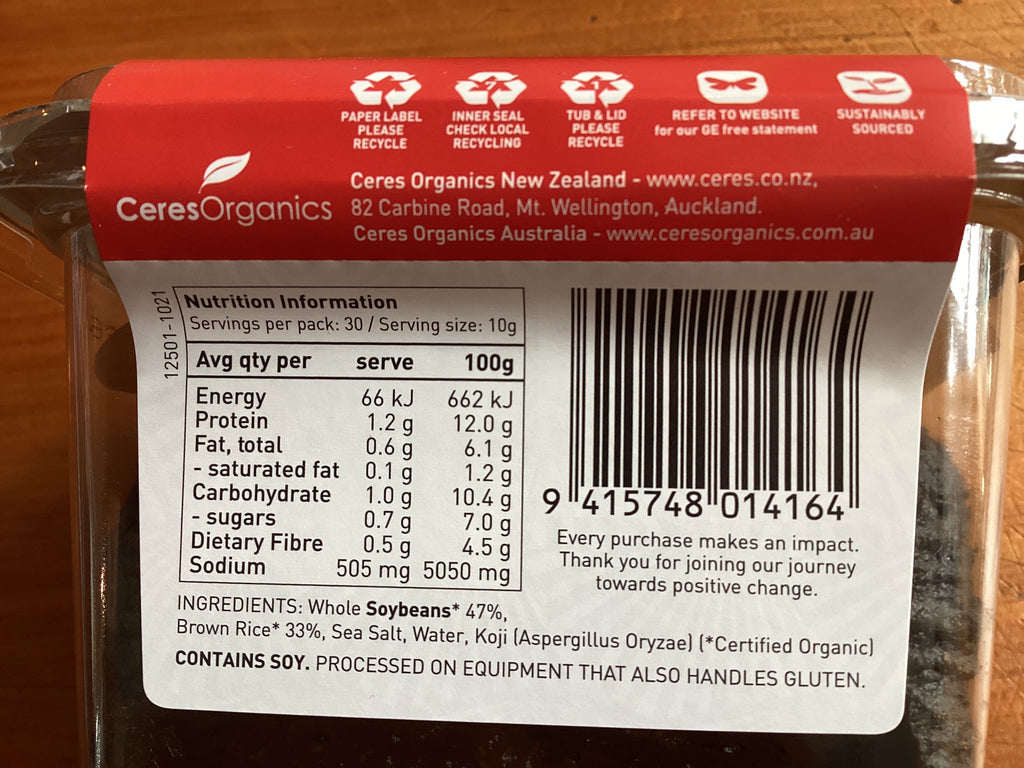 PAPER LABEL
PLEASE
RECYCLE
7
INNER SEAL
CHECK LOCAL
RECYCLING
1
TUB & LID
PLEASE
RECYCLE
REFER TO WEBSITE
for our GE free statement
SUSTAINABLY
SOURCED
CeresOrganics
Ceres Organics New Zealand - www.ceres.co.nz,
82 Carbine Road, Mt. Wellington, Auckland.
Ceres Organics Australia - www.ceresorganics.com.au
12501-1021
Nutrition Information
Servings per pack: 30 / Serving size: 10g
Avg qty per serve 100g
Energy 66 kJ 662 kJ
Protein 1.2 g 12.0 g
Fat, total 0.6 g 6.1 g
- saturated fat 0.1 g 1.2 g
Carbohydrate 1.0 g 10.4 g
- sugars 0.7 g 7.0 g
Dietary Fibre 0.5 g 4.5 g
Sodium 505 mg 5050 mg
9 415748 014164
Every purchase makes an impact.
Thank you for joining our journey
towards positive change.
INGREDIENTS: Whole Soybeans* 47%,
Brown Rice* 33%, Sea Salt, Water, Koji (Aspergillus Oryzae) (*Certified Organic)
CONTAINS SOY. PROCESSED ON EQUIPMENT THAT ALSO HANDLES GLUTEN.